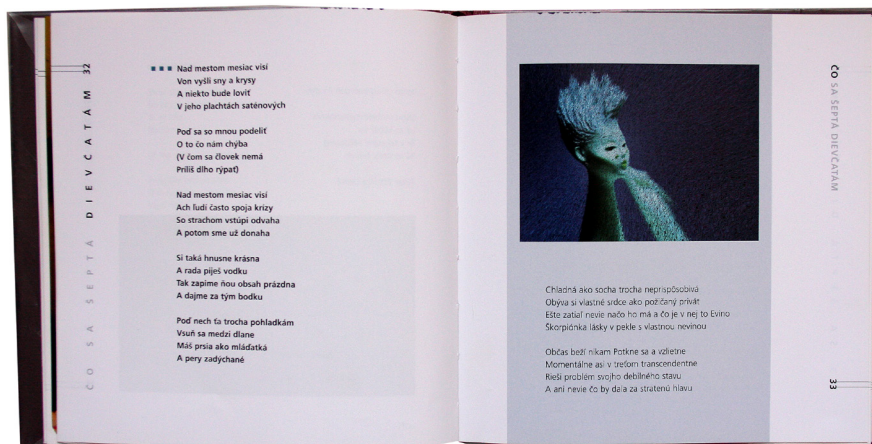 32
ČO SA ŠEPTÁ DIEVČATÁM
Nad mestom mesiac visí
Von vyšli sny a krysy
A niekto bude loviť
V jeho plachtách saténových
Poď sa so mnou podeliť
O to čo nám chýba
(V čom sa človek nemá
Príliš dlho rýpať)
Nad mestom mesiac visí
Ach ľudí často spoja krízy
So strachom vstúpi odvaha
A potom sme už donaha
Si taká hnusne krásna
A rada piješ vodku
Tak zapime ňou obsah prázdna
A dajme za tým bodku
Poď nech ťa trocha pohladkám
Vsuň sa medzi dlane
Máš prsia ako mláďatká
A pery zadýchané
Chladná ako socha trocha neprispôsobivá
Obýva si vlastné srdce ako požičaný privát
Ešte zatiaľ nevie načo ho má a čo je v nej to Evino
Škorpiónka lásky v pekle s vlastnou nevinou
Občas beží nikam Potkne sa a vzlietne
Momentálne asi v treťom transcendentne
Rieši problém svojho debilného stavu
A ani nevie čo by dala za stratenú hlavu
ČO SA ŠEPTÁ DIEVČATÁM
33